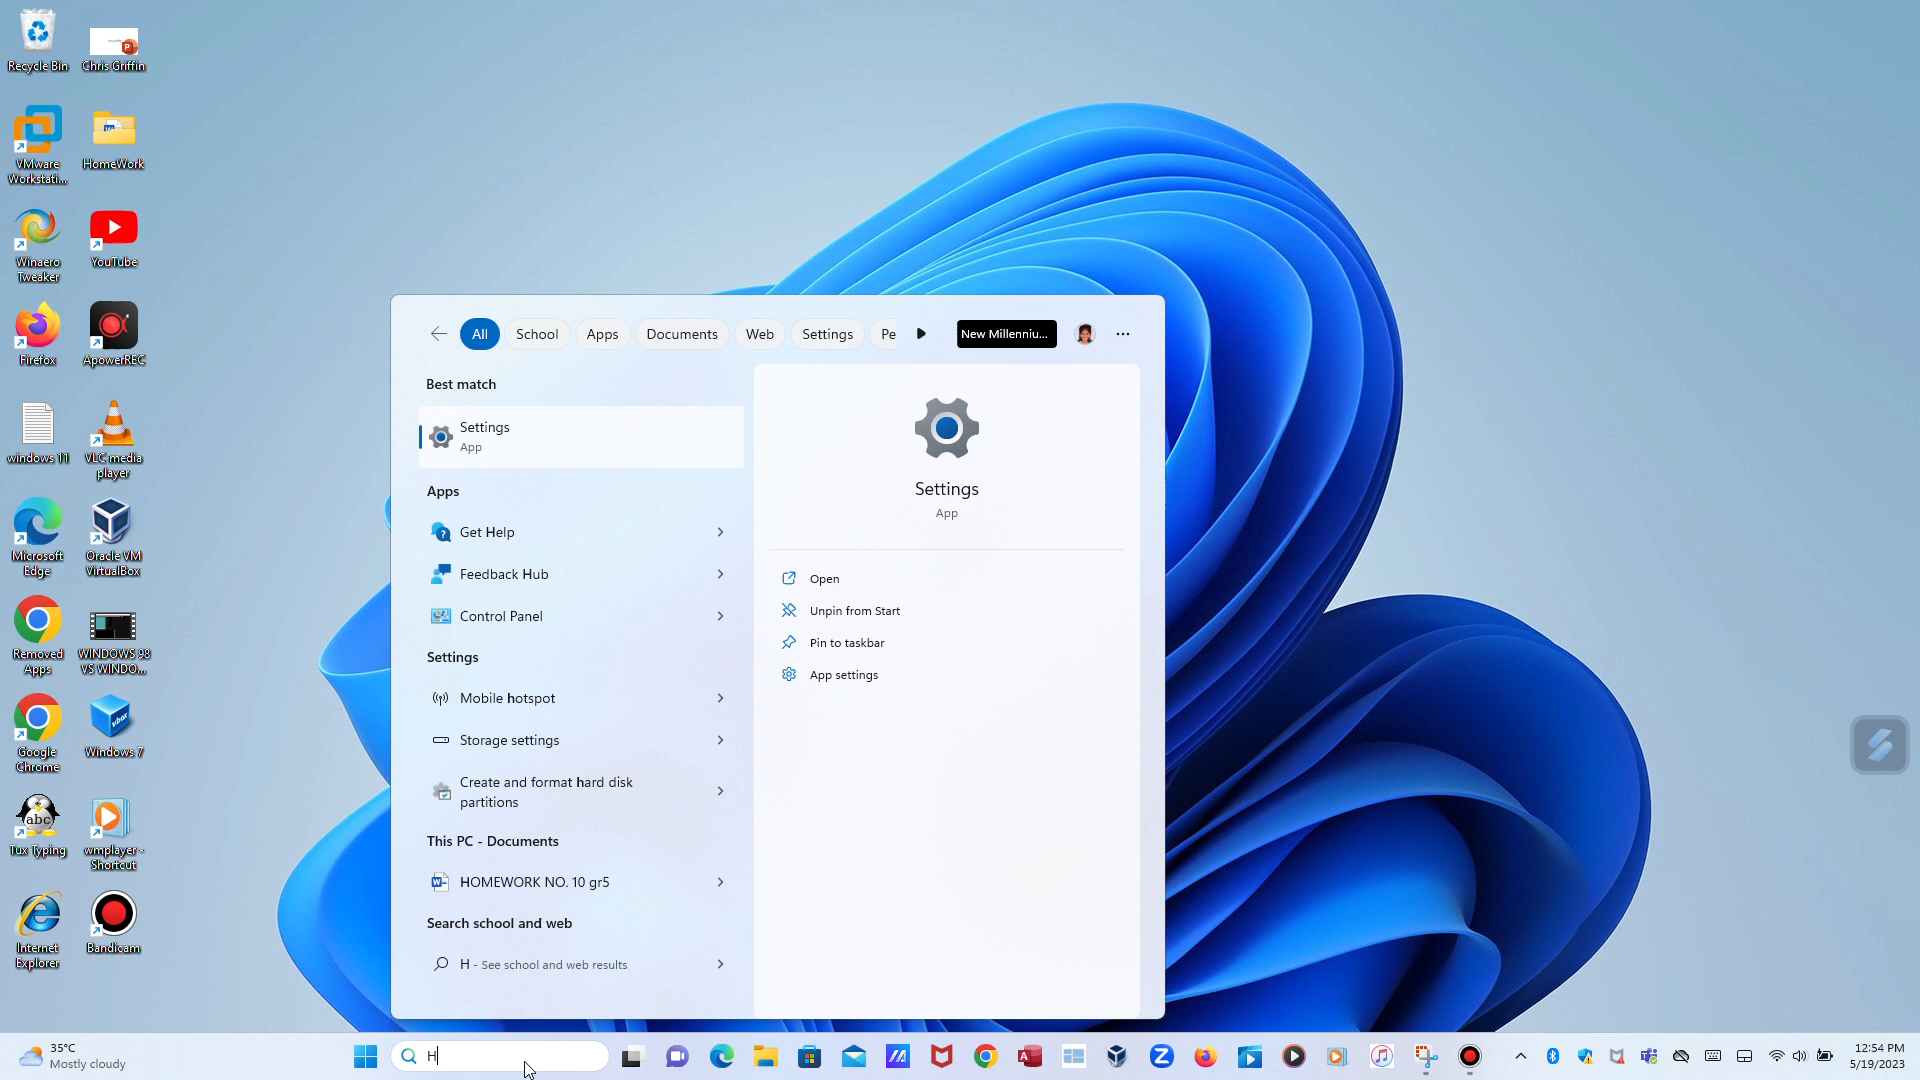 Recycle Bin
Chris Griffin
VMware
Workstati...
HomeWork
Winaero
Tweaker
YouTube
Firefox
ApowerREC
windows 11
VLC media
player
Microsoft
Edge
Oracle VM
VirtualBox
Removed
Apps
WINDOWS 98
VS WINDO...
Google
Chrome
vbox
Windows 7
abc
Tux Typing
wmplayer -
Shortcut
Internet
Explorer
Bandicam
All
School
Apps
Documents
Web
Settings
Pe
New Millenniu...
Best match
Settings
App
Apps
Get Help
Feedback Hub
Control Panel
Settings
Mobile hotspot
Storage settings
Create and format hard disk
partitions
This PC - Documents
HOMEWORK NO. 10 gr5
Search school and web
H - See school and web results
Settings
App
Open
Unpin from Start
Pin to taskbar
App settings
35°C
Mostly cloudy
H
12:54 PM
5/19/2023